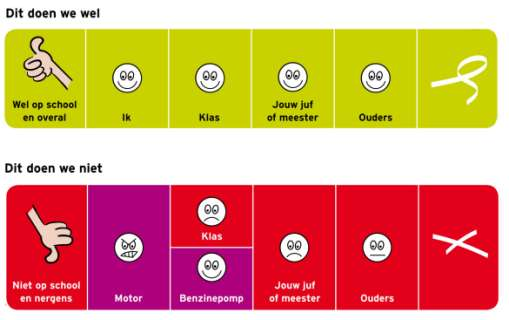 Dit doen we wel
Wel op school
en overal
Ik
Klas
Jouw juf
of meester
Ouders
Dit doen we niet
Niet op school
en nergens
Motor
Klas
Benzinepomp
Jouw juf
of meester
Ouders